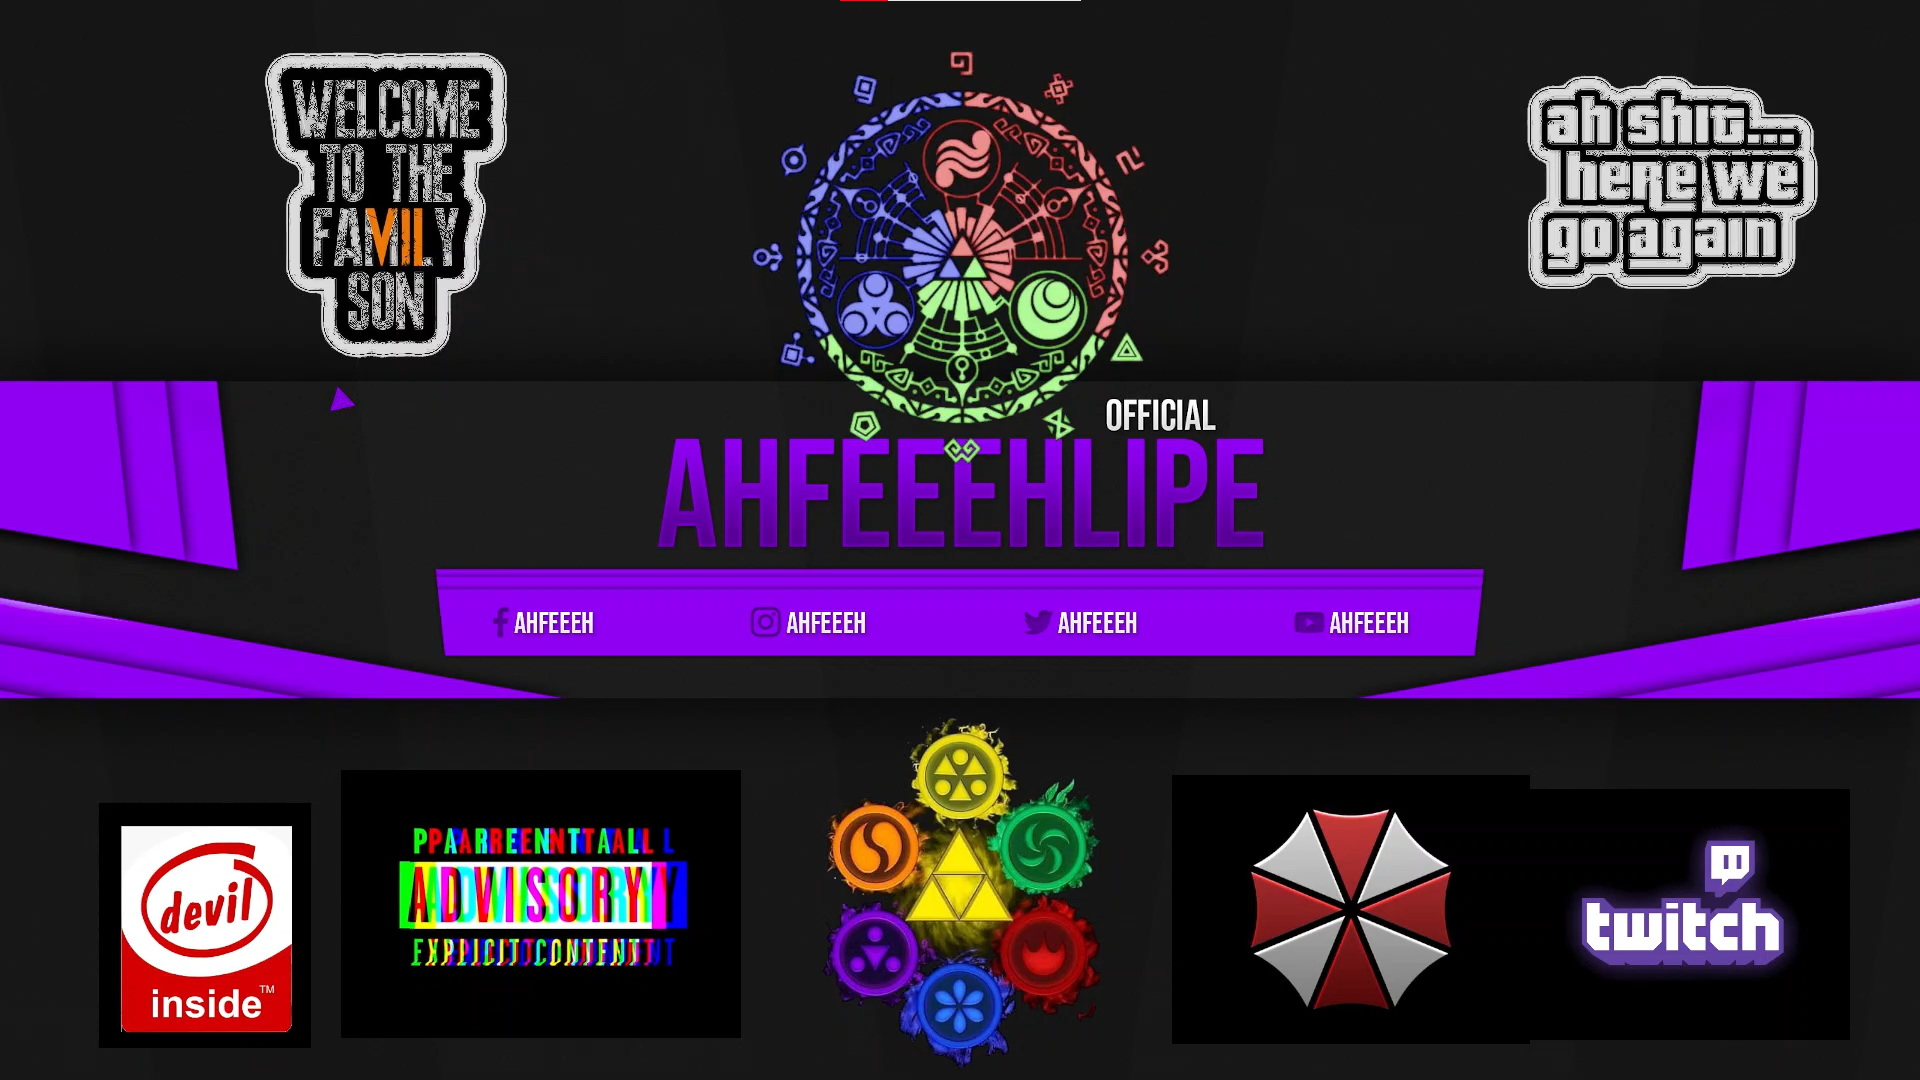 WELCOME
TO THE
FAMILY
SON
ah shit...
here we
go again
OFFICIAL
AHFEEEHLIPE
AHFEEEH
AHFEEEH
AHFEEEH
AHFEEEH
devil
inside™
PARENTAL
ADVISORY
EXPLICIT CONTENT
twitch